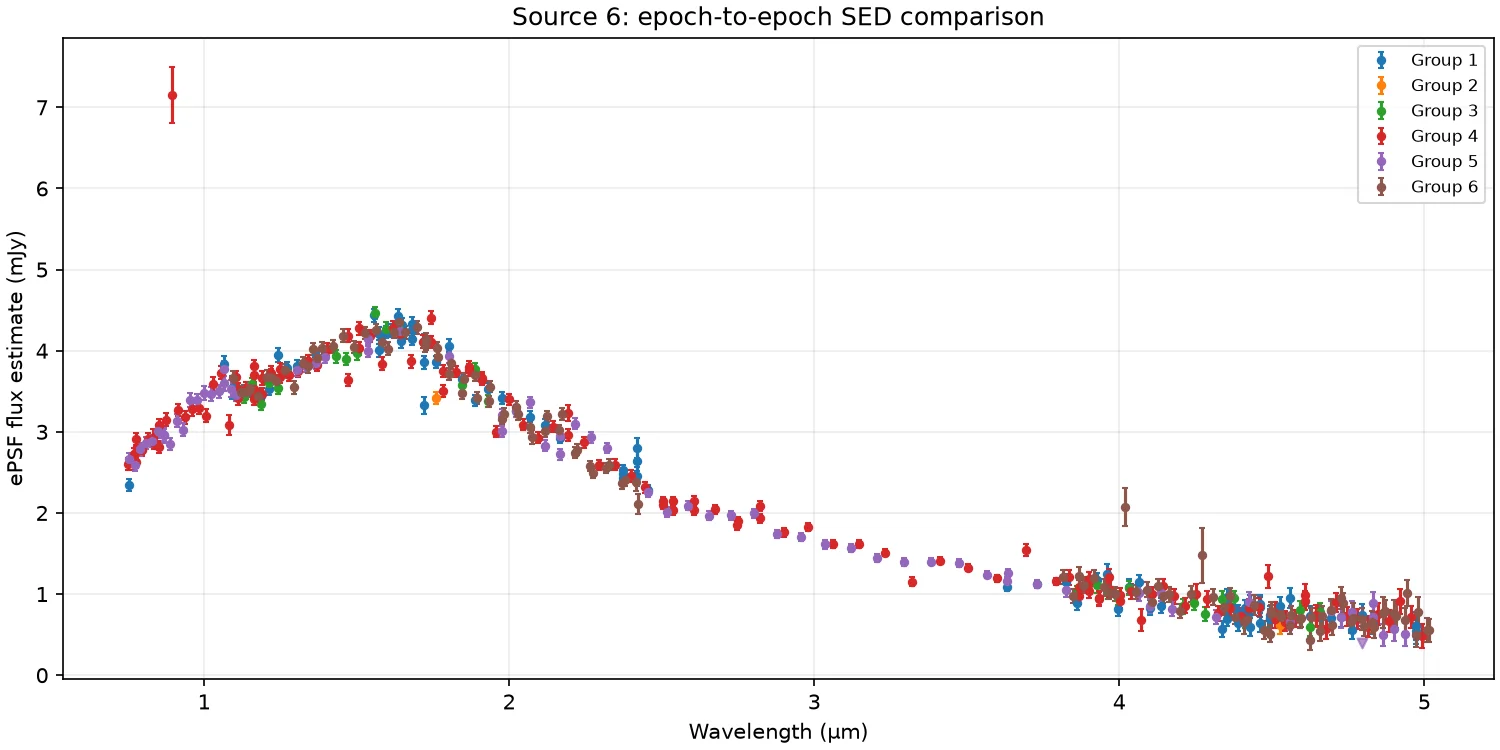 Source 6: epoch-to-epoch SED comparison
ePSF flux estimate (mJy)
7
6
5
4
3
2
1
0
Group 1
Group 2
Group 3
Group 4
Group 5
Group 6
1 2 3 4 5
Wavelength (μm)